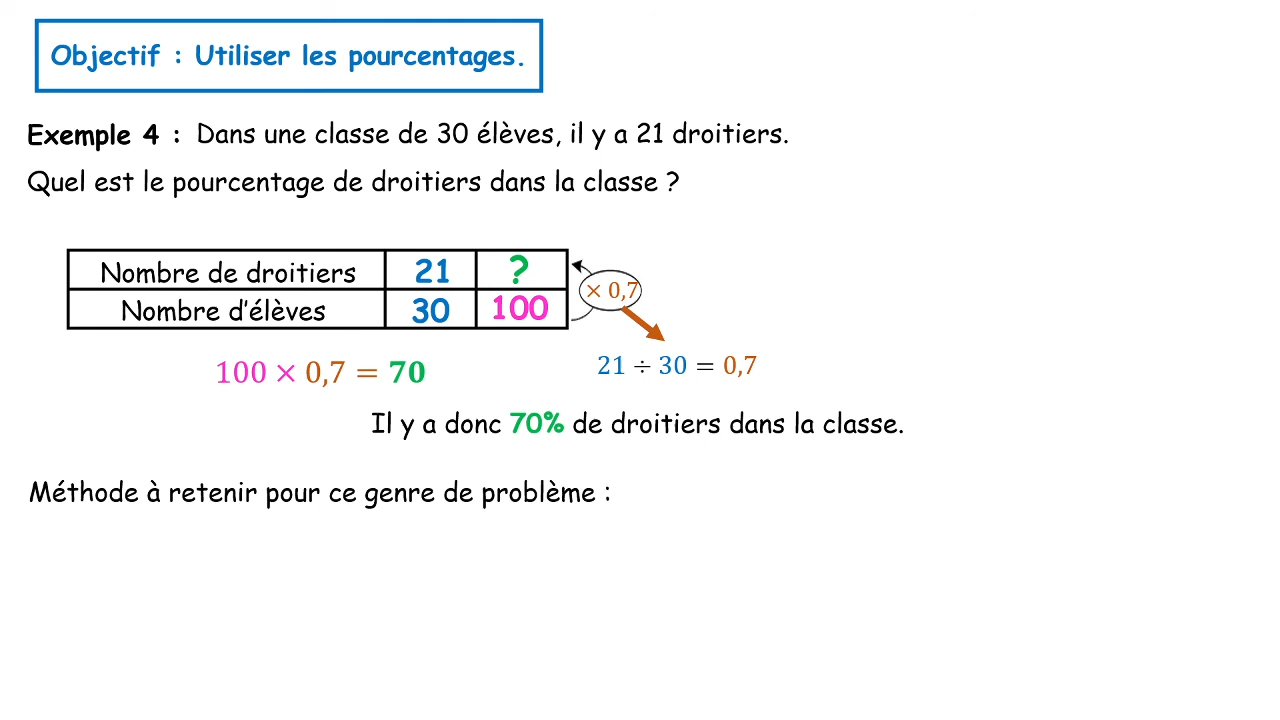 Objectif : Utiliser les pourcentages.
Exemple 4 : Dans une classe de 30 élèves, il y a 21 droitiers.
Quel est le pourcentage de droitiers dans la classe ?
Nombre de droitiers 21 ?
× 0,7
Nombre d'élèves 30 100
21 ÷ 30 = 0,7
100 × 0,7 = 70
Il y a donc 70% de droitiers dans la classe.
Méthode à retenir pour ce genre de problème :